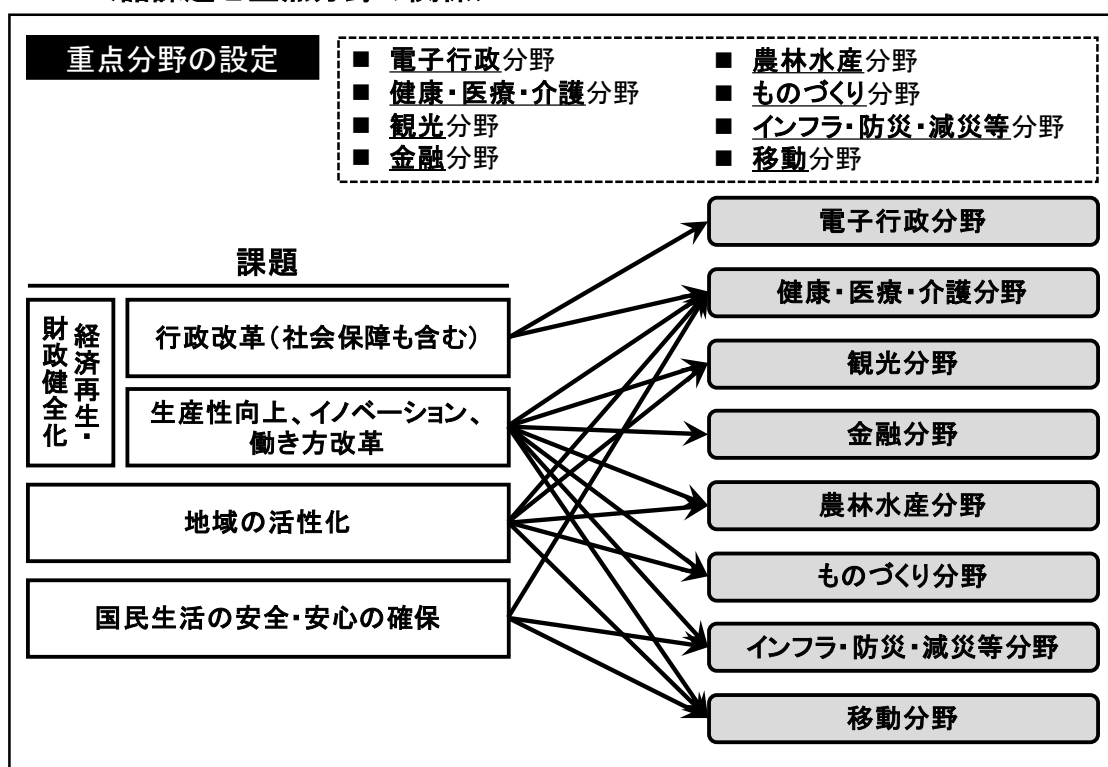 重点分野の設定
■ 電子行政分野
■ 健康・医療・介護分野
■ 観光分野
■ 金融分野
■ 農林水産分野
■ ものづくり分野
■ インフラ・防災・減災等分野
■ 移動分野
課題
経済再生・
財政健全化
行政改革（社会保障も含む）
生産性向上、イノベーション、
働き方改革
地域の活性化
国民生活の安全・安心の確保
電子行政分野
健康・医療・介護分野
観光分野
金融分野
農林水産分野
ものづくり分野
インフラ・防災・減災等分野
移動分野